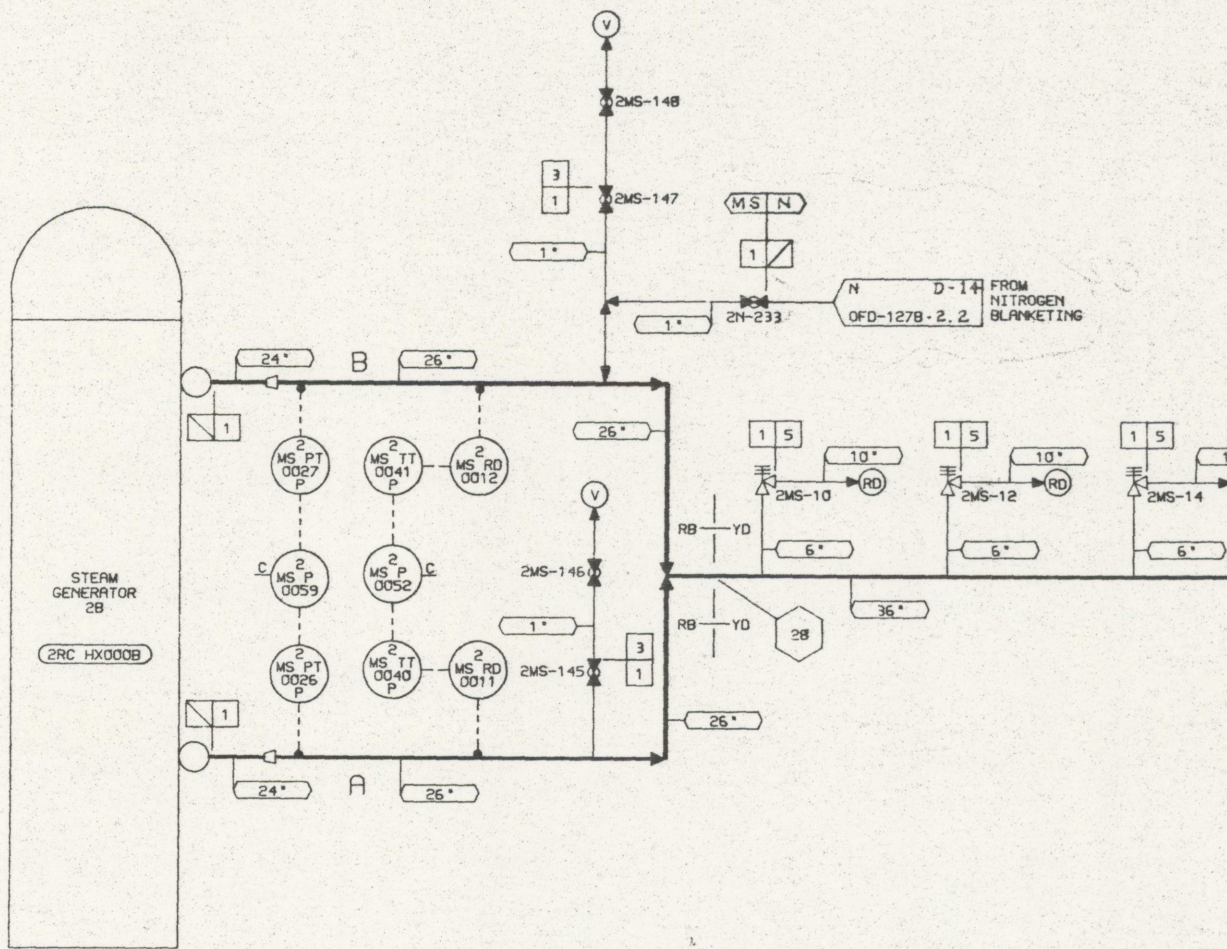 V
2MS-148
3
1
2MS-147
1"
MS N
1
N D-14
OFD-127B-2.2
FROM
NITROGEN
BLANKETING
1"
2N-233
24"
B
26"
1
26"
2
MS PT
0027
P
2
MS TT
0041
P
2
MS RD
0012
1 5
10"
RD
2MS-10
6"
1 5
10"
RD
2MS-12
6"
1 5
2MS-14
6"
V
2MS-146
1"
3
1
2MS-145
RB YD
RB YD
28
36"
STEAM
GENERATOR
2B
2RC HX000B
C
2
MS P
0059
2
MS P
0052
C
2
MS PT
0026
P
2
MS TT
0040
P
2
MS RD
0011
1
26"
24"
A
26"